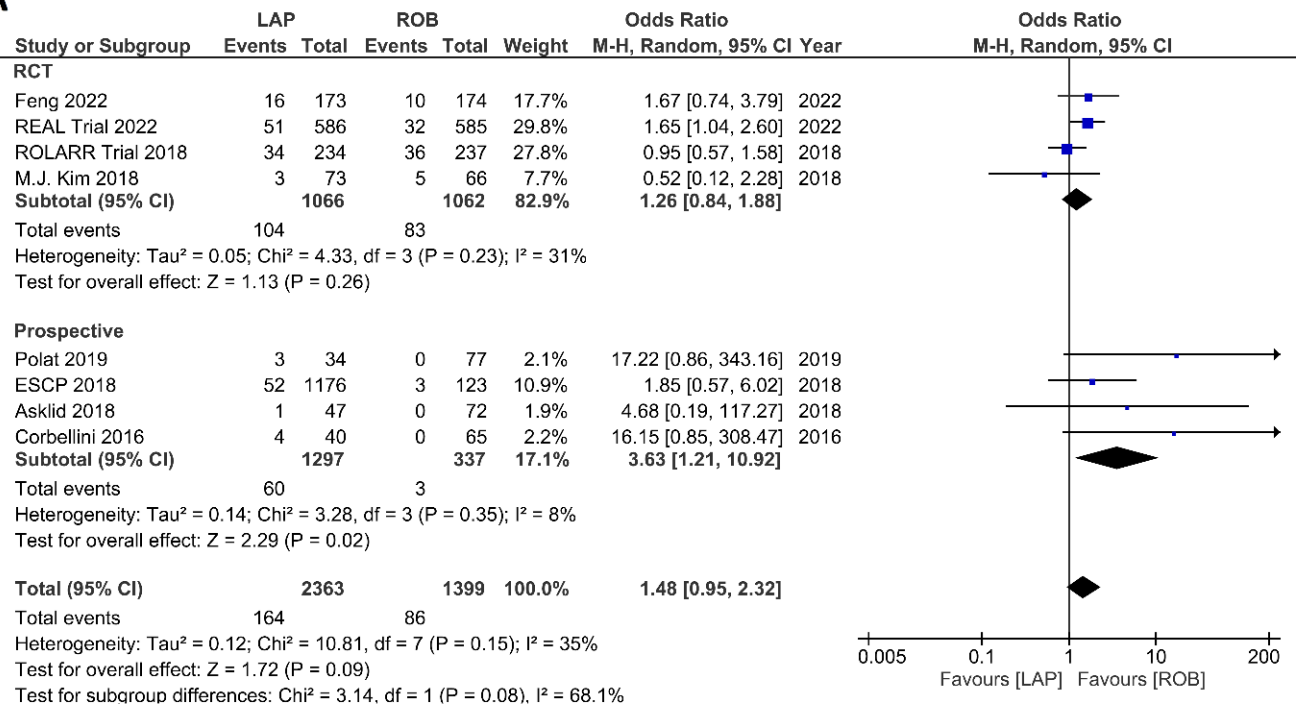 LAP ROB Odds Ratio Odds Ratio
Study or Subgroup Events Total Events Total Weight M-H, Random, 95% CI Year M-H, Random, 95% CI
RCT
Feng 2022 16 173 10 174 17.7% 1.67 [0.74, 3.79] 2022
REAL Trial 2022 51 586 32 585 29.8% 1.65 [1.04, 2.60] 2022
ROLARR Trial 2018 34 234 36 237 27.8% 0.95 [0.57, 1.58] 2018
M.J. Kim 2018 3 73 5 66 7.7% 0.52 [0.12, 2.28] 2018
Subtotal (95% CI) 1066 1062 82.9% 1.26 [0.84, 1.88]
Total events 104 83
Heterogeneity: Tau² = 0.05; Chi² = 4.33, df = 3 (P = 0.23); I² = 31%
Test for overall effect: Z = 1.13 (P = 0.26)
Prospective
Polat 2019 3 34 0 77 2.1% 17.22 [0.86, 343.16] 2019
ESCP 2018 52 1176 3 123 10.9% 1.85 [0.57, 6.02] 2018
Asklid 2018 1 47 0 72 1.9% 4.68 [0.19, 117.27] 2018
Corbellini 2016 4 40 0 65 2.2% 16.15 [0.85, 308.47] 2016
Subtotal (95% CI) 1297 337 17.1% 3.63 [1.21, 10.92]
Total events 60 3
Heterogeneity: Tau² = 0.14; Chi² = 3.28, df = 3 (P = 0.35); I² = 8%
Test for overall effect: Z = 2.29 (P = 0.02)
Total (95% CI) 2363 1399 100.0% 1.48 [0.95, 2.32]
Total events 164 86
Heterogeneity: Tau² = 0.12; Chi² = 10.81, df = 7 (P = 0.15); I² = 35%
Test for overall effect: Z = 1.72 (P = 0.09)
Test for subgroup differences: Chi² = 3.14, df = 1 (P = 0.08), I² = 68.1%
0.005 0.1 1 10 200
Favours [LAP] Favours [ROB]